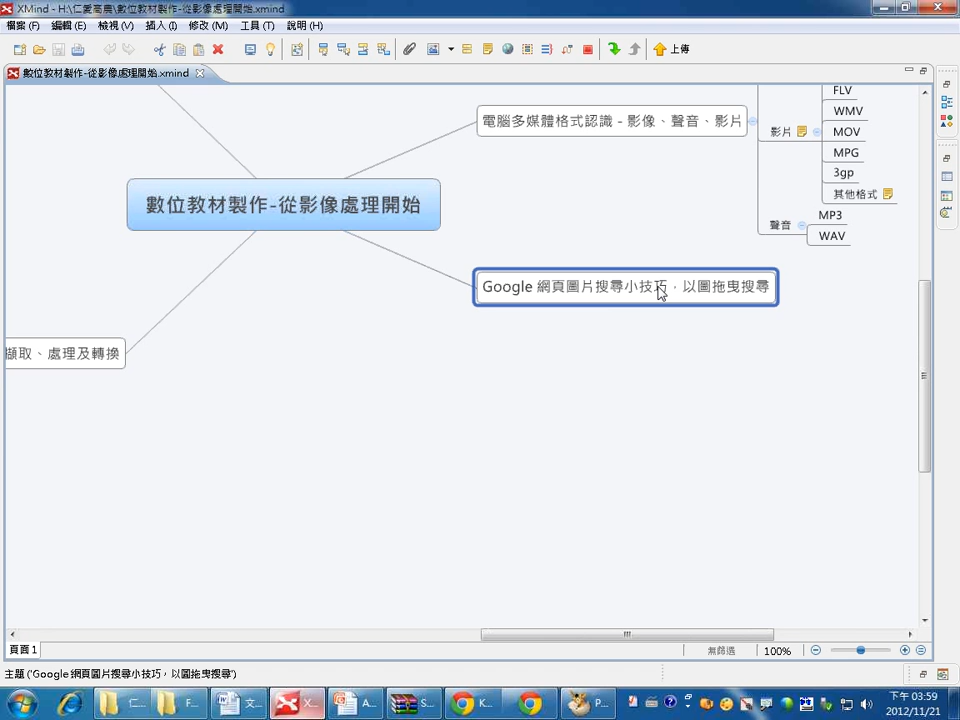 XMind - H:\仁愛高農\數位教材製作-從影像處理開始.xmind
檔案 (F) 編輯 (E) 檢視 (V) 插入 (I) 修改 (M) 工具 (T) 說明 (H)
上傳
數位教材製作-從影像處理開始.xmind
FLV
電腦多媒體格式認識 - 影像、聲音、影片
WMV
影片
MOV
MPG
3gp
其他格式
數位教材製作-從影像處理開始
MP3
聲音
WAV
Google 網頁圖片搜尋小技巧，以圖拖曳搜尋
擷取、處理及轉換
頁面 1
無篩選
100%
主題 ('Google 網頁圖片搜尋小技巧，以圖拖曳搜尋')
仁...
F...
文...
X...
A...
S...
K...
P...
下午 03:59
2012/11/21